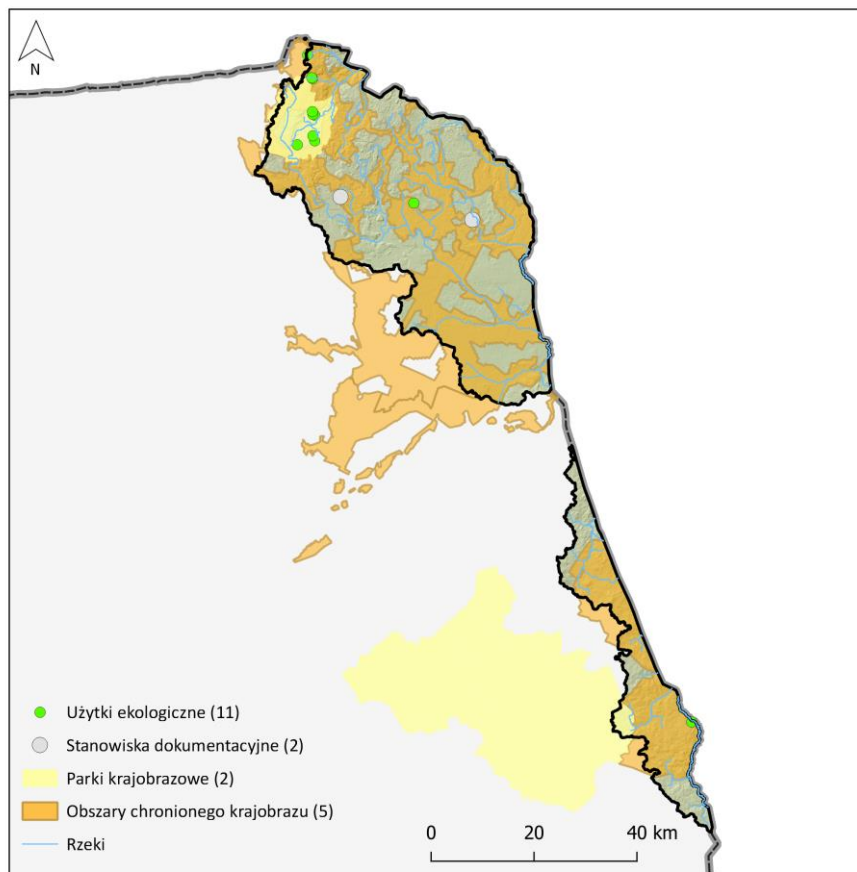 N
Użytki ekologiczne (11)
Stanowiska dokumentacyjne (2)
Parki krajobrazowe (2)
Obszary chronionego krajobrazu (5)
Rzeki
0 20 40 km